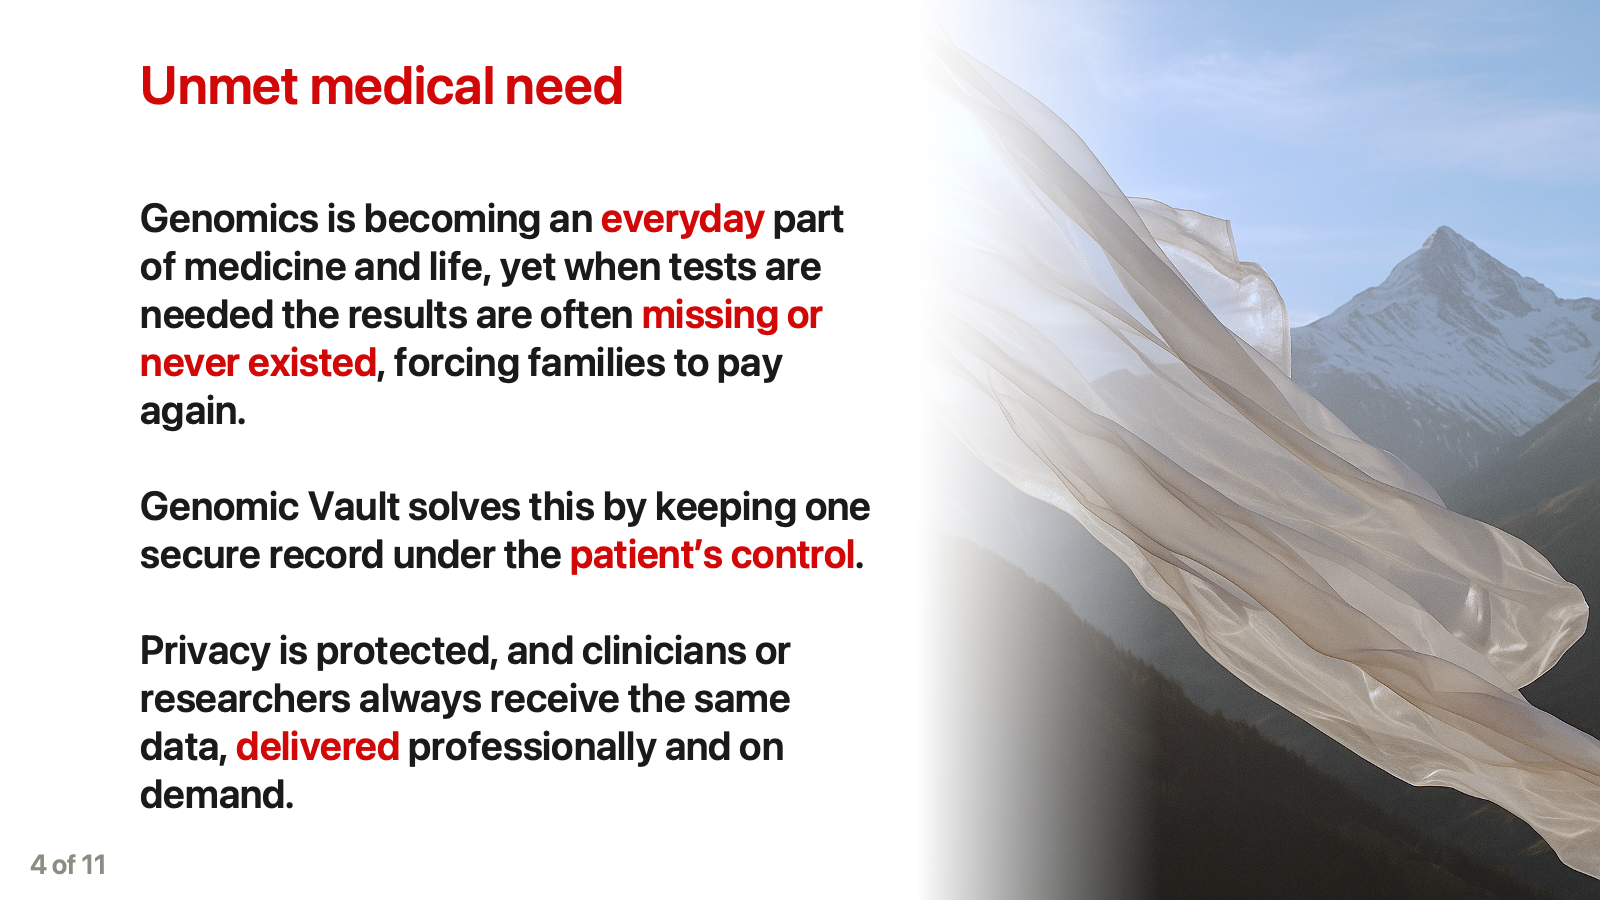 Unmet medical need
Genomics is becoming an everyday part
of medicine and life, yet when tests are
needed the results are often missing or
never existed, forcing families to pay
again.
Genomic Vault solves this by keeping one
secure record under the patient’s control.
Privacy is protected, and clinicians or
researchers always receive the same
data, delivered professionally and on
demand.
4 of 11